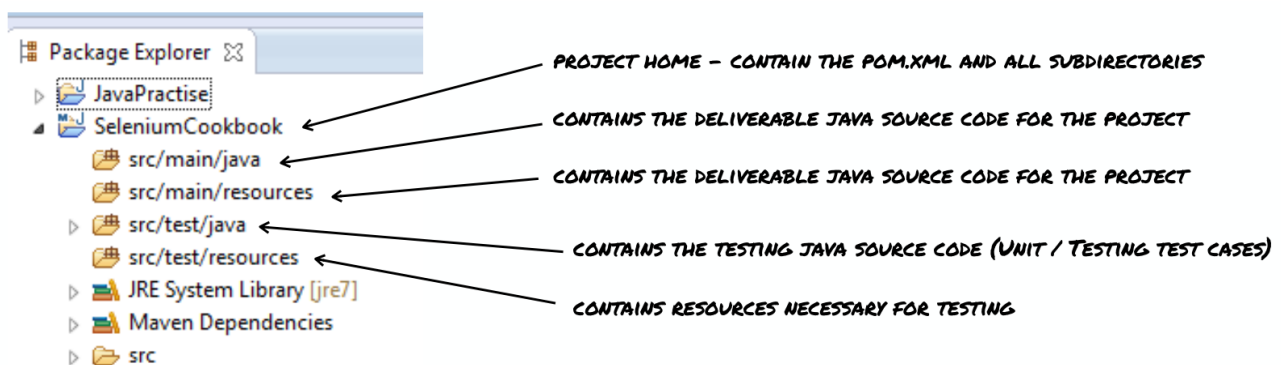 Package Explorer
PROJECT HOME – CONTAIN THE POM.XML AND ALL SUBDIRECTORIES
JavaPractise
SeleniumCookbook
CONTAINS THE DELIVERABLE JAVA SOURCE CODE FOR THE PROJECT
src/main/java
CONTAINS THE DELIVERABLE JAVA SOURCE CODE FOR THE PROJECT
src/main/resources
src/test/java
CONTAINS THE TESTING JAVA SOURCE CODE (UNIT / TESTING TEST CASES)
src/test/resources
JRE System Library [jre7]
CONTAINS RESOURCES NECESSARY FOR TESTING
Maven Dependencies
src